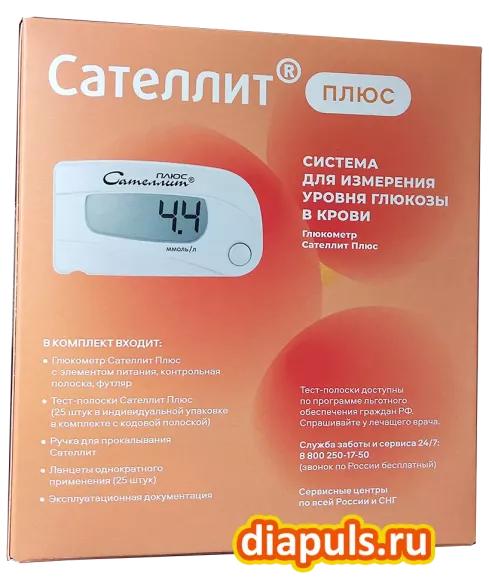 Сателлит® ПЛЮС
ПЛЮС
Сателлит®
4.4
ммоль/л
СИСТЕМА
ДЛЯ ИЗМЕРЕНИЯ
УРОВНЯ ГЛЮКОЗЫ
В КРОВИ
Глюкометр
Сателлит Плюс
В КОМПЛЕКТ ВХОДИТ:
• Глюкометр Сателлит Плюс
с элементом питания, контрольная
полоска, футляр
• Тест-полоски Сателлит Плюс
(25 штук в индивидуальной упаковке
в комплекте с кодовой полоской)
• Ручка для прокалывания
Сателлит
• Ланцеты однократного
применения (25 штук)
• Эксплуатационная документация
Тест-полоски доступны
по программе льготного
обеспечения граждан РФ.
Спрашивайте у лечащего врача.
Служба заботы и сервиса 24/7:
8 800 250-17-50
(звонок по России бесплатный)
Сервисные центры
по всей России и СНГ
diapuls.ru